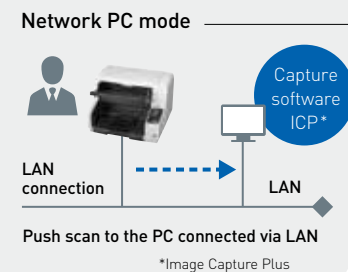 Network PC mode
Capture
software
ICP*
LAN
connection
LAN
Push scan to the PC connected via LAN
*Image Capture Plus